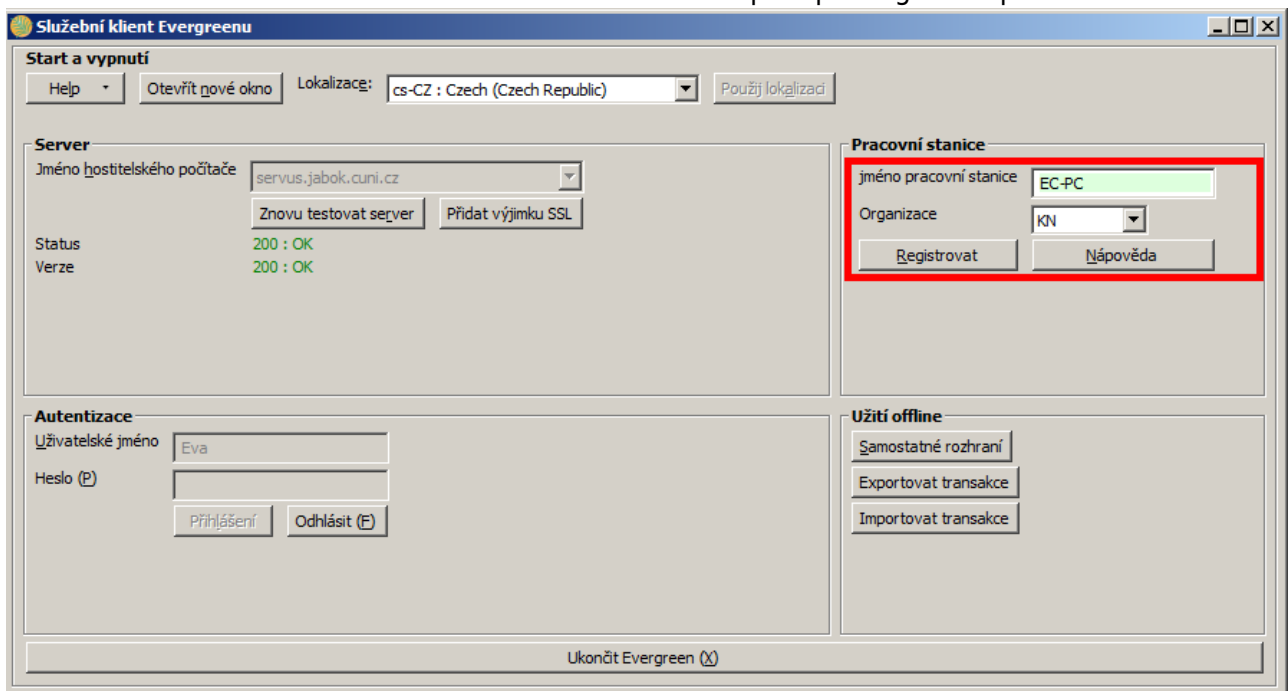 Služební klient Evergreenu
Start a vypnutí
Help
Otevřít nové okno
Lokalizace:
cs-CZ : Czech (Czech Republic)
Použij lokalizaci
Server
Jméno hostitelského počítače
servus.jabok.cuni.cz
Znovu testovat server
Přidat výjimku SSL
Status
200 : OK
Verze
200 : OK
Pracovní stanice
jméno pracovní stanice
EC-PC
Organizace
KN
Registrovat
Nápověda
Autentizace
Uživatelské jméno
Eva
Heslo (P)
Přihlášení
Odhlásit (F)
Užití offline
Samostatné rozhraní
Exportovat transakce
Importovat transakce
Ukončit Evergreen (X)